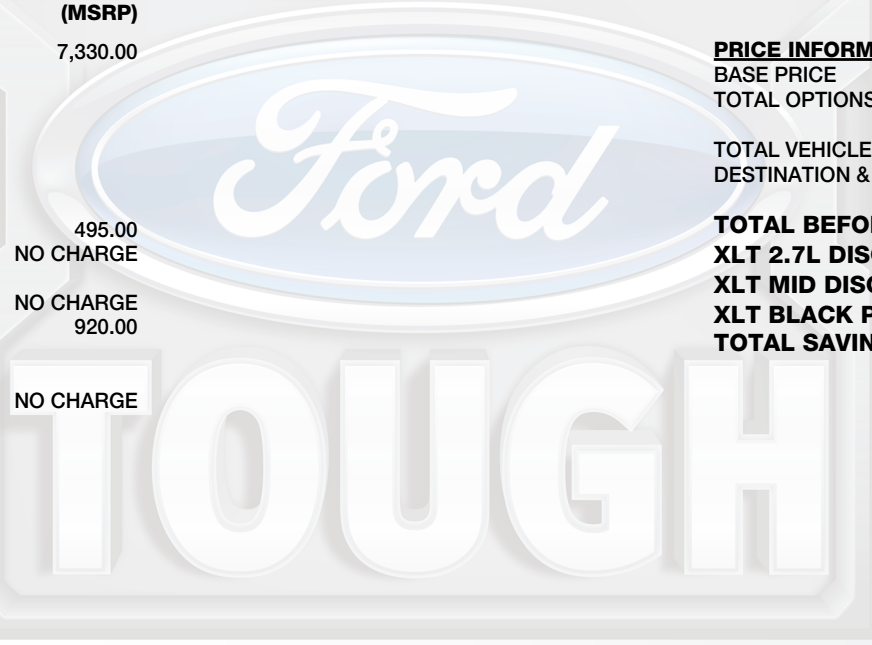 (MSRP)
7,330.00
495.00
NO CHARGE
NO CHARGE
920.00
NO CHARGE
PRICE INFORM
BASE PRICE
TOTAL OPTIONS
TOTAL VEHICLE
DESTINATION &
TOTAL BEFO
XLT 2.7L DIS
XLT MID DISC
XLT BLACK P
TOTAL SAVIN
Ford
TOUGH